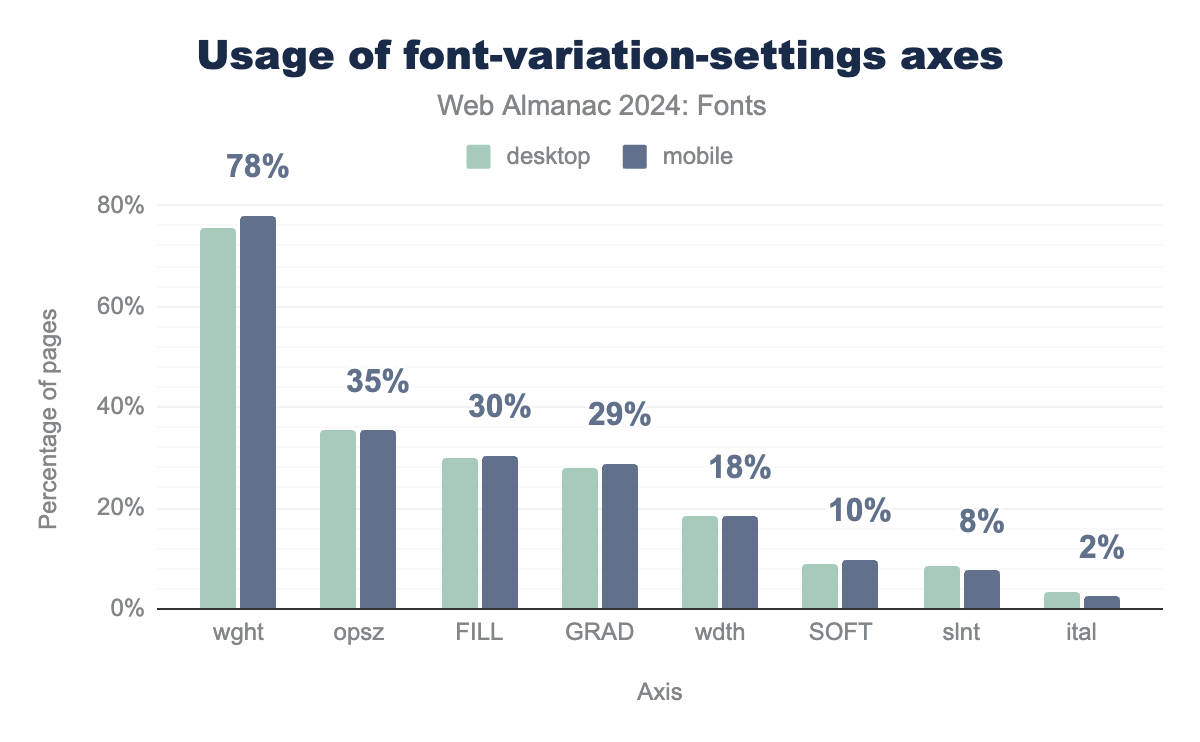 Usage of font-variation-settings axes
Web Almanac 2024: Fonts
desktop mobile
78%
80%
60%
40%
20%
0%
Percentage of pages
35%
30%
29%
18%
10%
8%
2%
wght opsz FILL GRAD wdth SOFT slnt ital
Axis